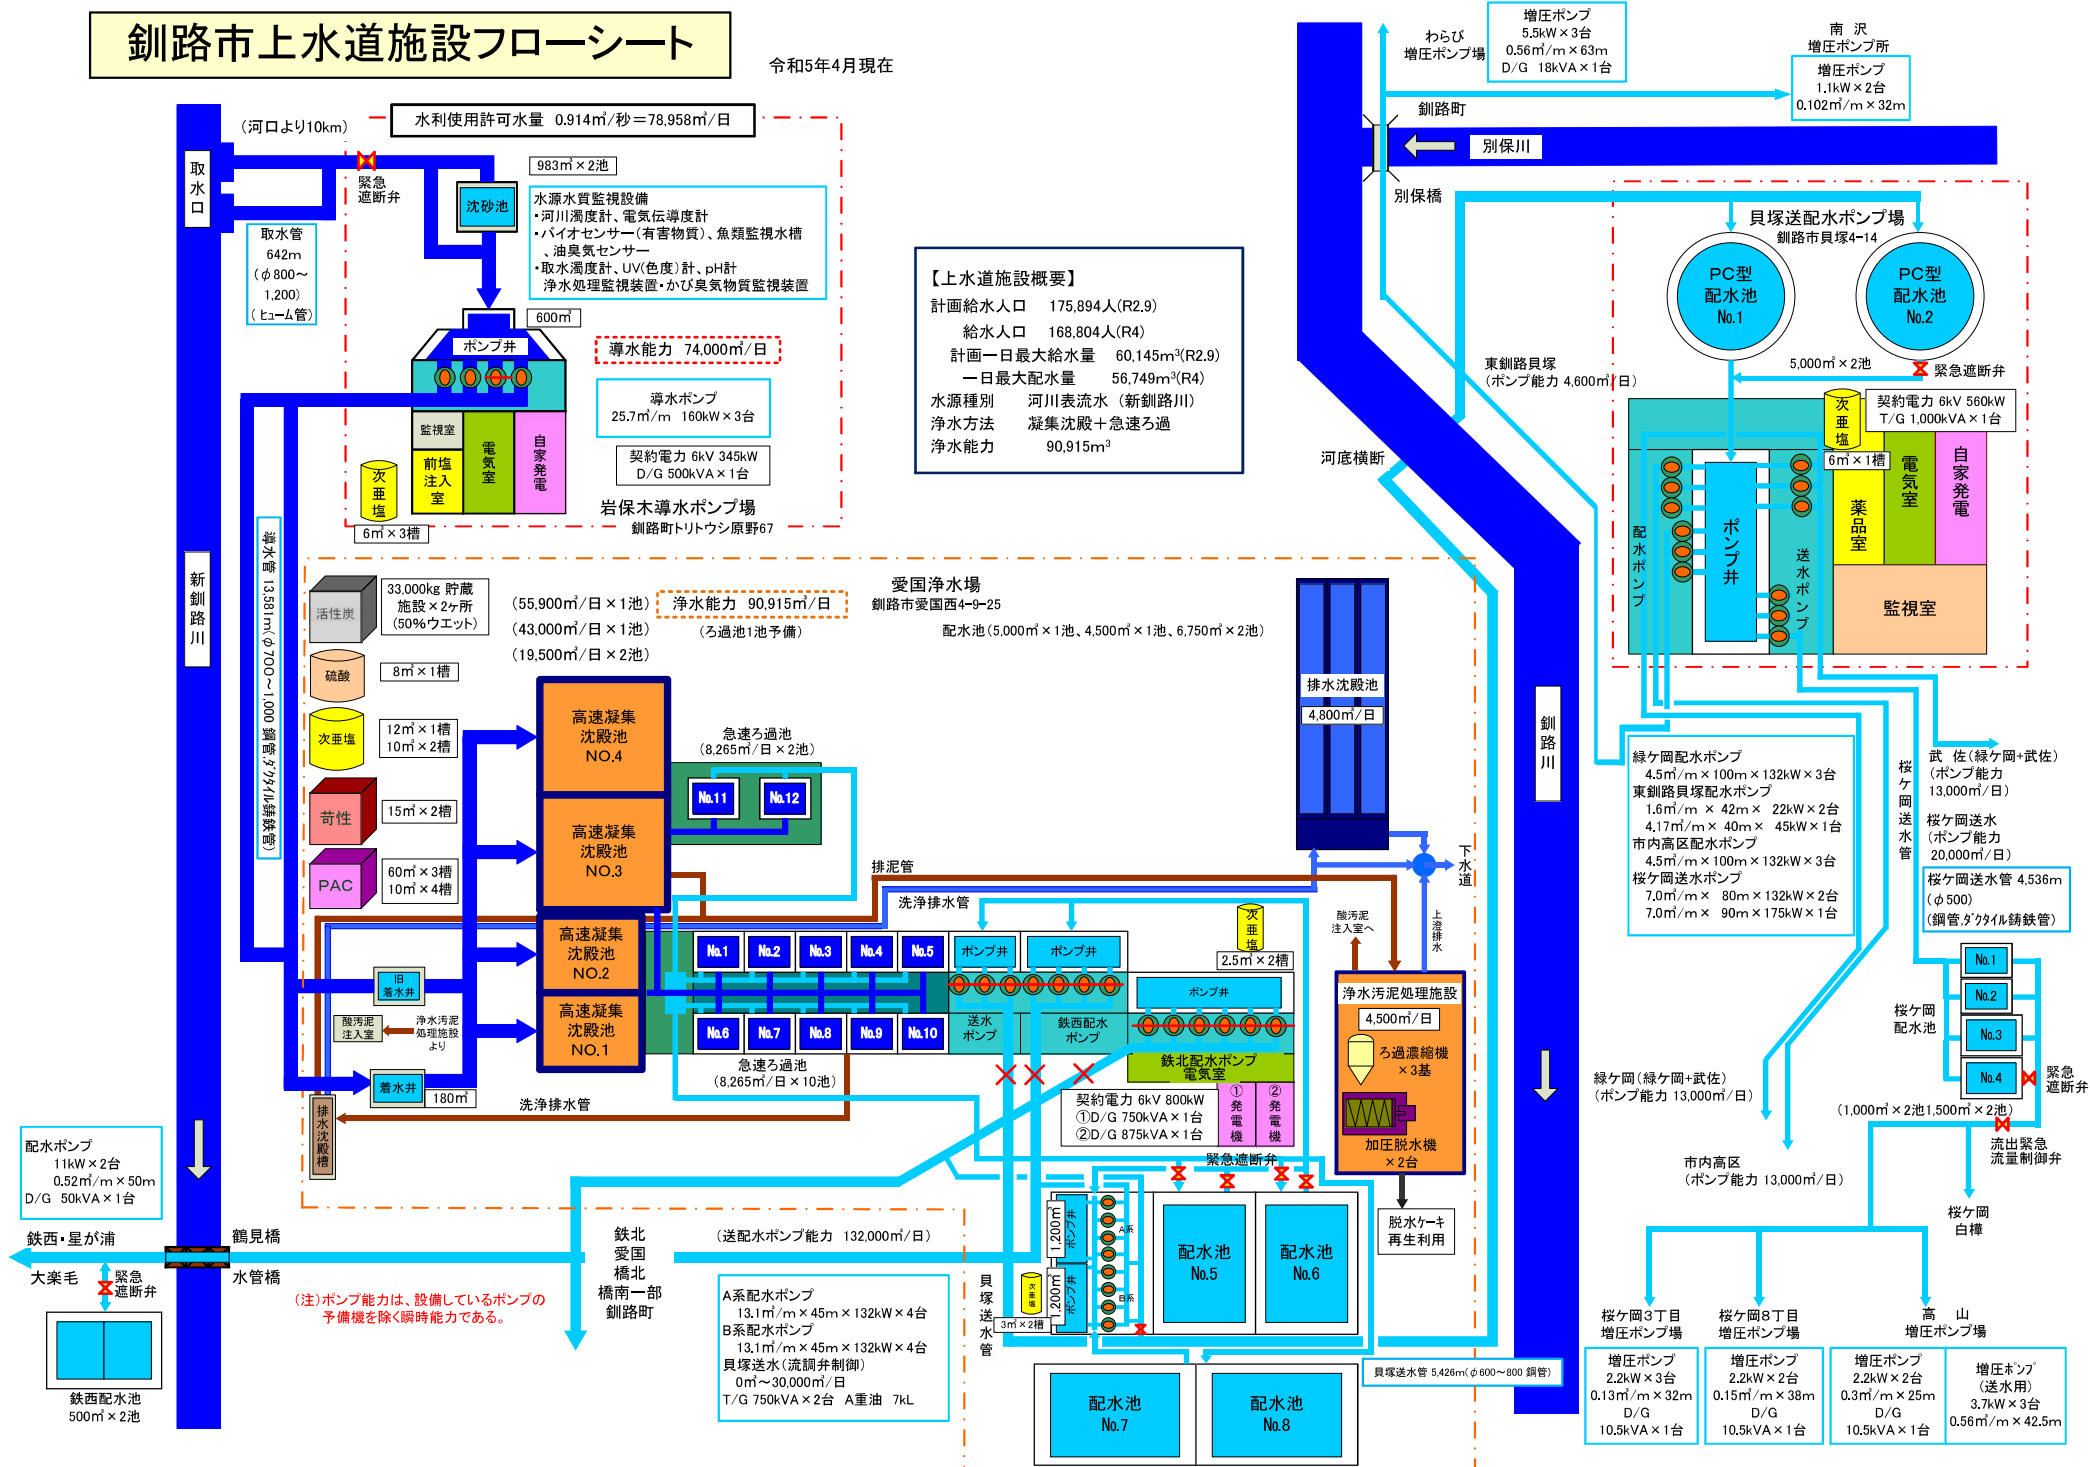 釧路市上水道施設フローシート
令和5年4月現在
(河口より10km)
水利使用許可水量 0.914㎥/秒=78,958㎥/日
取水口
緊急
遮断弁
983㎥×2池
沈砂池
水源水質監視設備
・河川濁度計、電気伝導度計
・バイオセンサー(有害物質)、魚類監視水槽
、油臭気センサー
・取水濁度計、UV(色度)計、pH計
浄水処理監視装置・かび臭気物質監視装置
取水管
642m
(φ800～
1,200)
(ヒューム管)
600㎥
ポンプ井
導水能力 74,000㎥/日
導水ポンプ
25.7㎥/m 160kW×3台
契約電力 6kV 345kW
D/G 500kVA×1台
監視室
前塩
注入
室
電気室
自家発電
次亜塩
6㎥×3槽
岩保木導水ポンプ場
釧路町トリトウシ原野67
新釧路川
導水管 13,581m(φ700～1,000 鋼管,ダクタイル鋳鉄管)
【上水道施設概要】
計画給水人口 175,894人(R2.9)
給水人口 168,804人(R4)
計画一日最大給水量 60,145m³(R2.9)
一日最大配水量 56,749m³(R4)
水源種別 河川表流水 (新釧路川)
浄水方法 凝集沈殿+急速ろ過
浄水能力 90,915m³
わらび
増圧ポンプ場
増圧ポンプ
5.5kW×3台
0.56㎥/m×63m
D/G 18kVA×1台
南 沢
増圧ポンプ所
増圧ポンプ
1.1kW×2台
0.102㎥/m×32m
釧路町
別保川
別保橋
貝塚送配水ポンプ場
釧路市貝塚4-14
PC型
配水池
No.1
PC型
配水池
No.2
5,000㎥×2池
緊急遮断弁
東釧路貝塚
(ポンプ能力 4,600㎥/日)
河底横断
次亜塩
契約電力 6kV 560kW
T/G 1,000kVA×1台
6㎥×1槽
電気室
自家発電
薬品室
監視室
配水ポンプ
ポンプ井
送水ポンプ
愛国浄水場
釧路市愛国西4-9-25
活性炭
33,000kg 貯蔵
施設×2ヶ所
(50%ウエット)
硫酸
8㎥×1槽
次亜塩
12㎥×1槽
10㎥×2槽
苛性
15㎥×2槽
PAC
60㎥×3槽
10㎥×4槽
(55,900㎥/日×1池)
(43,000㎥/日×1池)
(19,500㎥/日×2池)
浄水能力 90,915㎥/日
(ろ過池1池予備)
配水池(5,000㎥×1池、4,500㎥×1池、6,750㎥×2池)
高速凝集
沈殿池
NO.4
高速凝集
沈殿池
NO.3
高速凝集
沈殿池
NO.2
高速凝集
沈殿池
NO.1
急速ろ過池
(8,265㎥/日×2池)
No.11
No.12
排水沈殿池
4,800㎥/日
釧路川
下水道
排泥管
洗浄排水管
旧
着水井
酸汚泥
注入室
浄水汚泥
処理施設
より
着水井
180㎥
排水沈殿槽
洗浄排水管
No.1
No.2
No.3
No.4
No.5
No.6
No.7
No.8
No.9
No.10
急速ろ過池
(8,265㎥/日×10池)
ポンプ井
ポンプ井
送水
ポンプ
鉄西配水
ポンプ
次亜塩
2.5㎥×2槽
ポンプ井
鉄北配水ポンプ
電気室
契約電力 6kV 800kW
①D/G 750kVA×1台
②D/G 875kVA×1台
①発電機
②発電機
酸汚泥
注入室へ
上澄排水
浄水汚泥処理施設
4,500㎥/日
ろ過濃縮機
×3基
加圧脱水機
×2台
脱水ケーキ
再生利用
緊急遮断弁
緑ケ岡配水ポンプ
4.5㎥/m×100m×132kW×3台
東釧路貝塚配水ポンプ
1.6㎥/m × 42m × 22kW×2台
4.17㎥/m× 40m× 45kW×1台
市内高区配水ポンプ
4.5㎥/m×100m×132kW×3台
桜ケ岡送水ポンプ
7.0㎥/m× 80m×132kW×2台
7.0㎥/m× 90m×175kW×1台
桜ケ岡送水管
武 佐(緑ケ岡+武佐)
(ポンプ能力
13,000㎥/日)
桜ケ岡送水
(ポンプ能力
20,000㎥/日)
桜ケ岡送水管 4,536m
(φ500)
(鋼管,ダクタイル鋳鉄管)
桜ケ岡
配水池
No.1
No.2
No.3
No.4
緊急
遮断弁
(1,000㎥×2池1,500㎥×2池)
流出緊急
流量制御弁
緑ケ岡(緑ケ岡+武佐)
(ポンプ能力 13,000㎥/日)
市内高区
(ポンプ能力 13,000㎥/日)
桜ケ岡
白樺
桜ケ岡3丁目
増圧ポンプ場
桜ケ岡8丁目
増圧ポンプ場
高 山
増圧ポンプ場
増圧ポンプ
2.2kW×3台
0.13㎥/m×32m
D/G
10.5kVA×1台
増圧ポンプ
2.2kW×2台
0.15㎥/m×38m
D/G
10.5kVA×1台
増圧ポンプ
2.2kW×2台
0.3㎥/m×25m
D/G
10.5kVA×1台
増圧ポンプ
(送水用)
3.7kW×3台
0.56㎥/m×42.5m
配水ポンプ
11kW×2台
0.52㎥/m×50m
D/G 50kVA×1台
鉄西・星が浦
大楽毛
緊急
遮断弁
鶴見橋
水管橋
鉄西配水池
500㎥×2池
(注)ポンプ能力は、設備しているポンプの
予備機を除く瞬時能力である。
鉄北
愛国
橋北
橋南一部
釧路町
(送配水ポンプ能力 132,000㎥/日)
A系配水ポンプ
13.1㎥/m×45m×132kW×4台
B系配水ポンプ
13.1㎥/m×45m×132kW×4台
貝塚送水(流調弁制御)
0㎥～30,000㎥/日
T/G 750kVA×2台 A重油 7kL
貝塚送水管
1,200㎥
ポンプ井
1,200㎥
ポンプ井
A系
B系
次亜塩
3㎥×2槽
配水池
No.5
配水池
No.6
配水池
No.7
配水池
No.8
貝塚送水管 5,426m(φ600～800 鋼管)